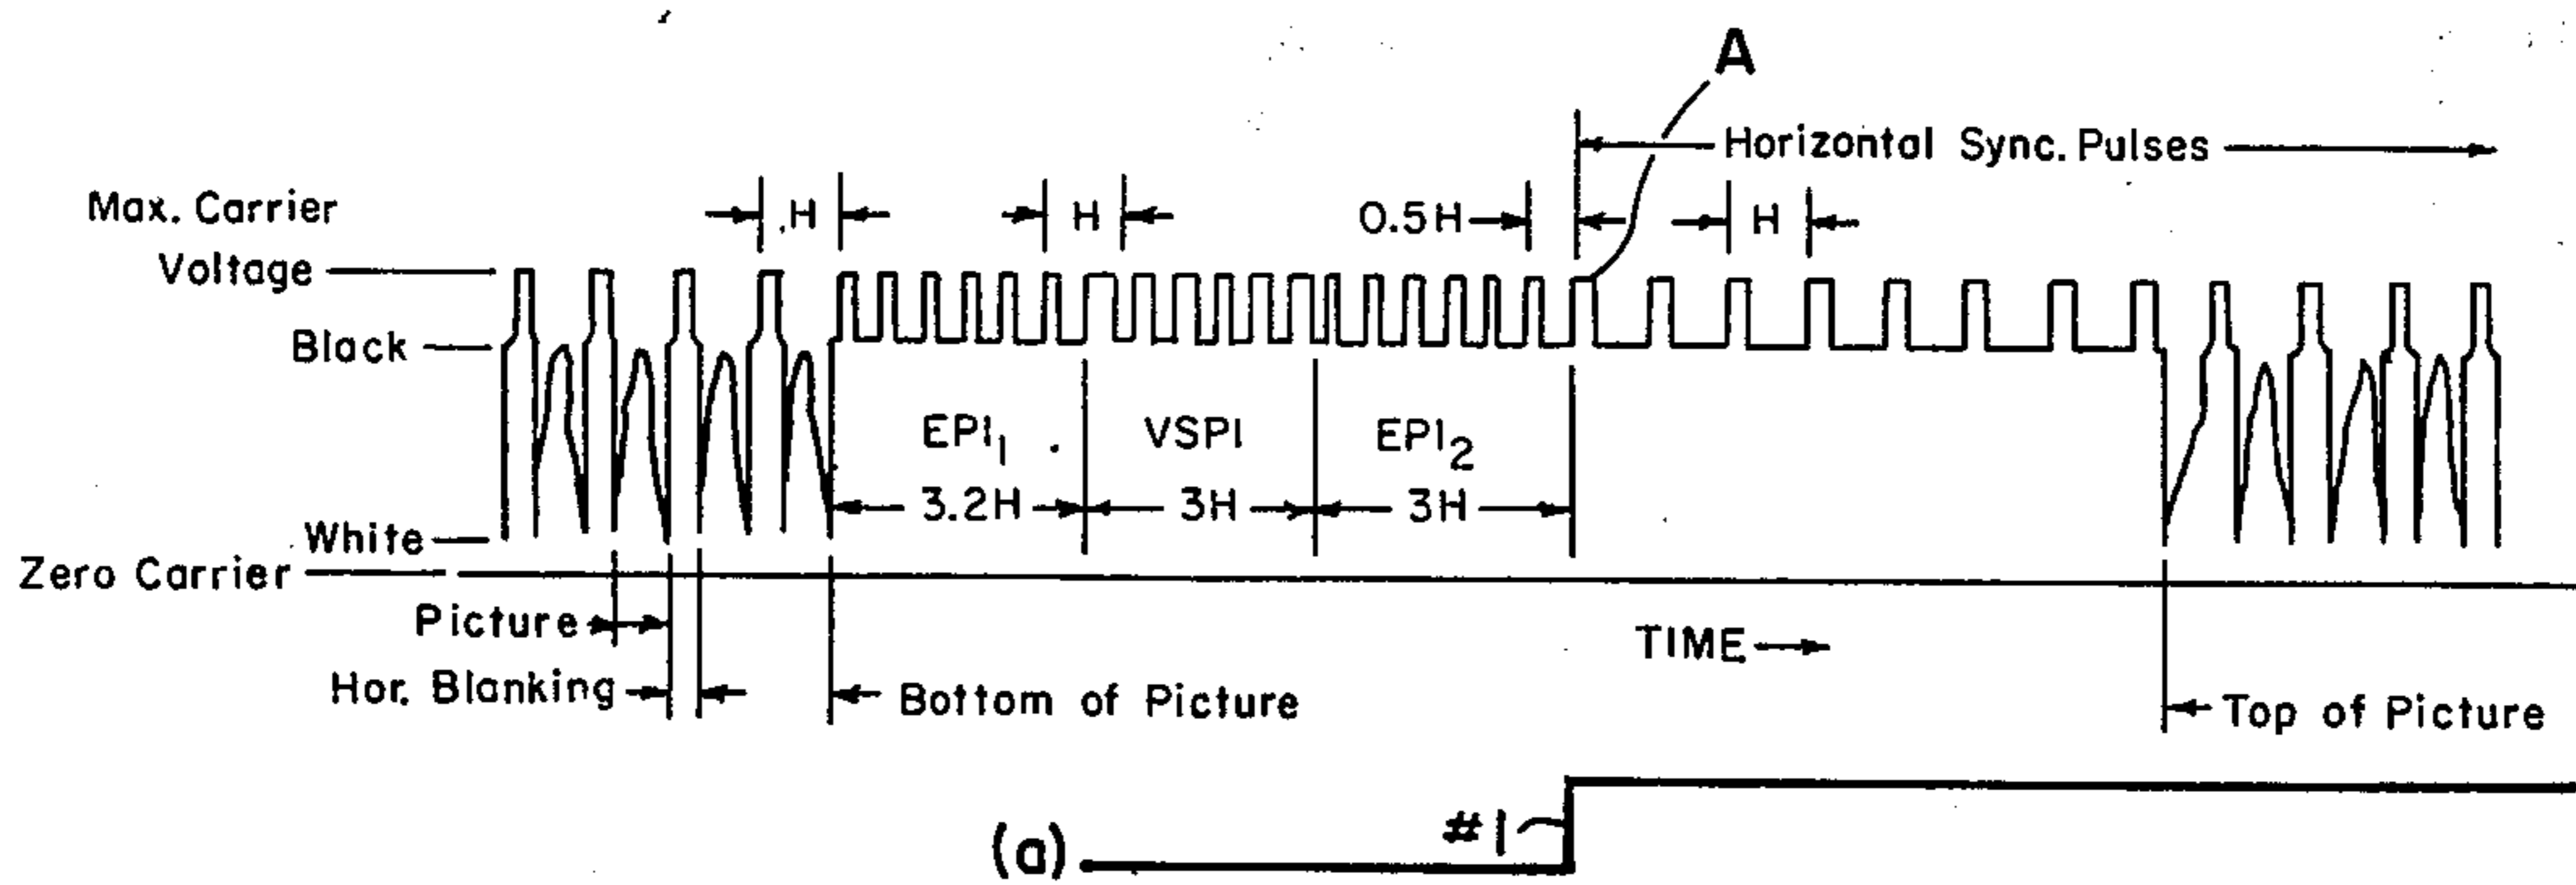 A
Horizontal Sync. Pulses
Max. Carrier
Voltage
H
H
0.5H
H
Black
EPI1
VSPI
EPI2
3.2H
3H
3H
White
Zero Carrier
Picture
TIME
Hor. Blanking
Bottom of Picture
Top of Picture
#1
(a)